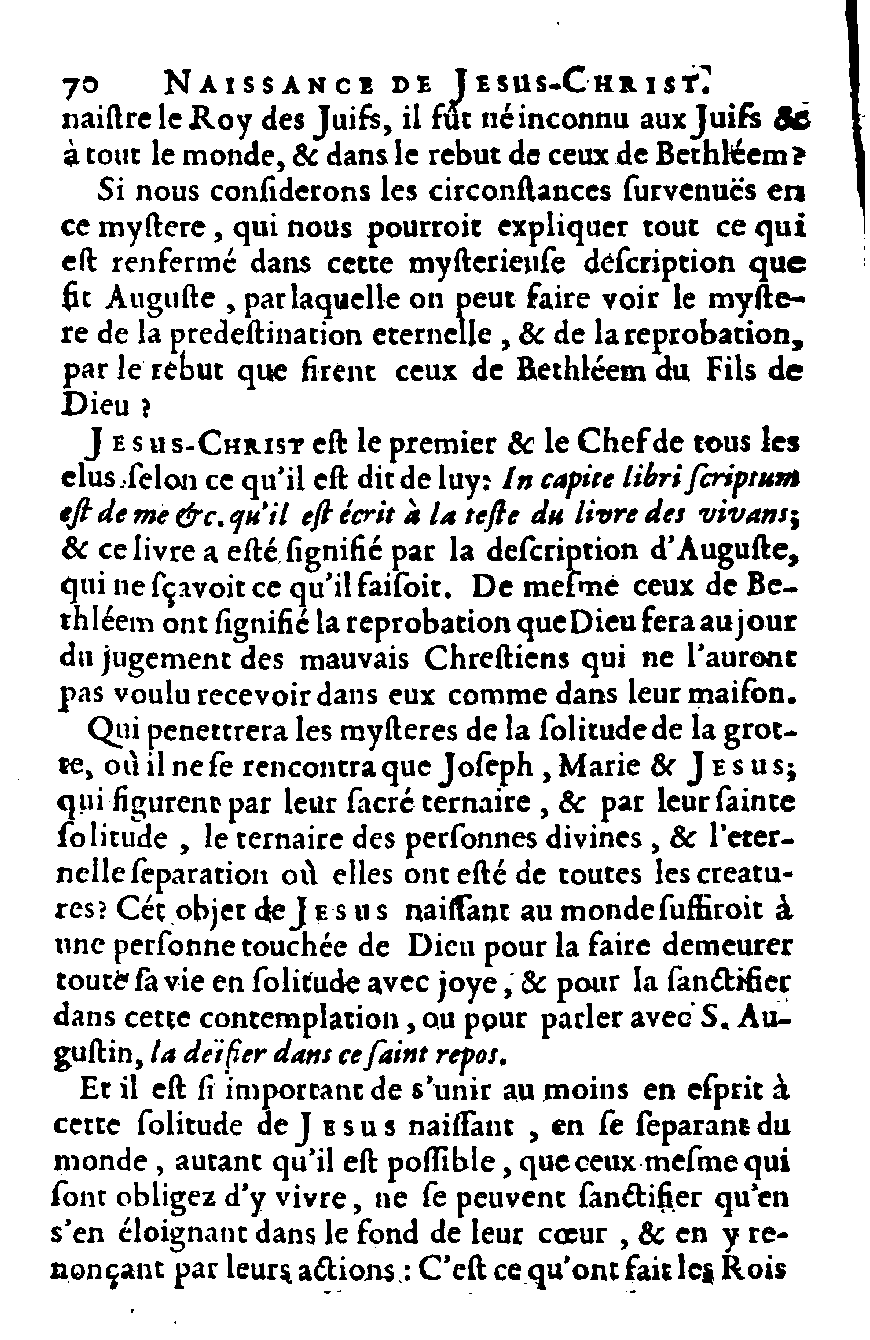 70 NAISSANCE DE JESUS-CHRIST.
naiſtre le Roy des Juifs, il fût né inconnu aux Juifs &
à tout le monde, & dans le rebut de ceux de Bethléem?
Si nous conſiderons les circonſtances ſurvenuës en
ce myſtere, qui nous pourroit expliquer tout ce qui
eſt renfermé dans cette myſterieuſe déſcription que
fit Auguſte, par laquelle on peut faire voir le myſte-
re de la predeſtination eternelle, & de la reprobation,
par le rebut que firent ceux de Bethléem du Fils de
Dieu?
JESUS-CHRIST eſt le premier & le Chef de tous les
elus ſelon ce qu'il eſt dit de luy: In capite libri ſcriptum
eſt de me &c. qu'il eſt écrit à la teſte du livre des vivans;
& ce livre a eſté ſignifié par la deſcription d'Auguſte,
qui ne ſçavoit ce qu'il faiſoit. De meſme ceux de Be-
thléem ont ſignifié la reprobation que Dieu fera au jour
du jugement des mauvais Chreſtiens qui ne l'auront
pas voulu recevoir dans eux comme dans leur maiſon.
Qui penettrera les myſteres de la ſolitude de la grot-
te, où il ne ſe rencontra que Joſeph, Marie & JESUS;
qui figurent par leur ſacré ternaire, & par leur ſainte
ſolitude, le ternaire des perſonnes divines, & l'eter-
nelle ſeparation où elles ont eſté de toutes les creatu-
res? Cét objet de JESUS naiſſant au monde ſuffiroit à
une perſonne touchée de Dieu pour la faire demeurer
toute ſa vie en ſolitude avec joye, & pour la ſanctifier
dans cette contemplation, ou pour parler avec S. Au-
guſtin, la deïfier dans ce ſaint repos.
Et il eſt ſi important de s'unir au moins en eſprit à
cette ſolitude de JESUS naiſſant, en ſe ſeparant du
monde, autant qu'il eſt poſſible, que ceux meſme qui
ſont obligez d'y vivre, ne ſe peuvent ſanctifier qu'en
s'en éloignant dans le fond de leur cœur, & en y re-
nonçant par leurs actions: C'eſt ce qu'ont fait les Rois